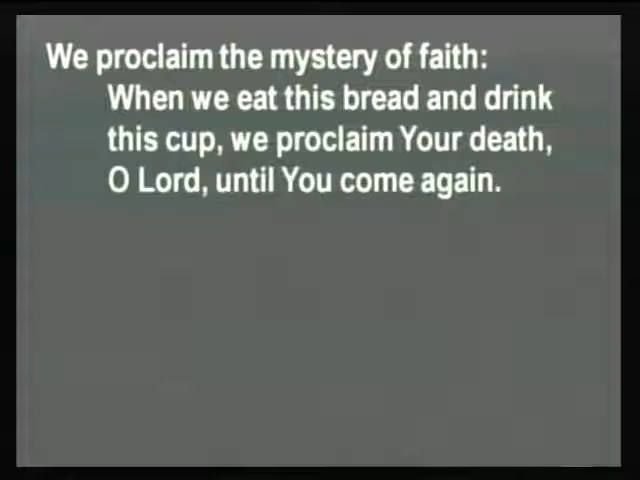 We proclaim the mystery of faith:
When we eat this bread and drink
this cup, we proclaim Your death,
O Lord, until You come again.